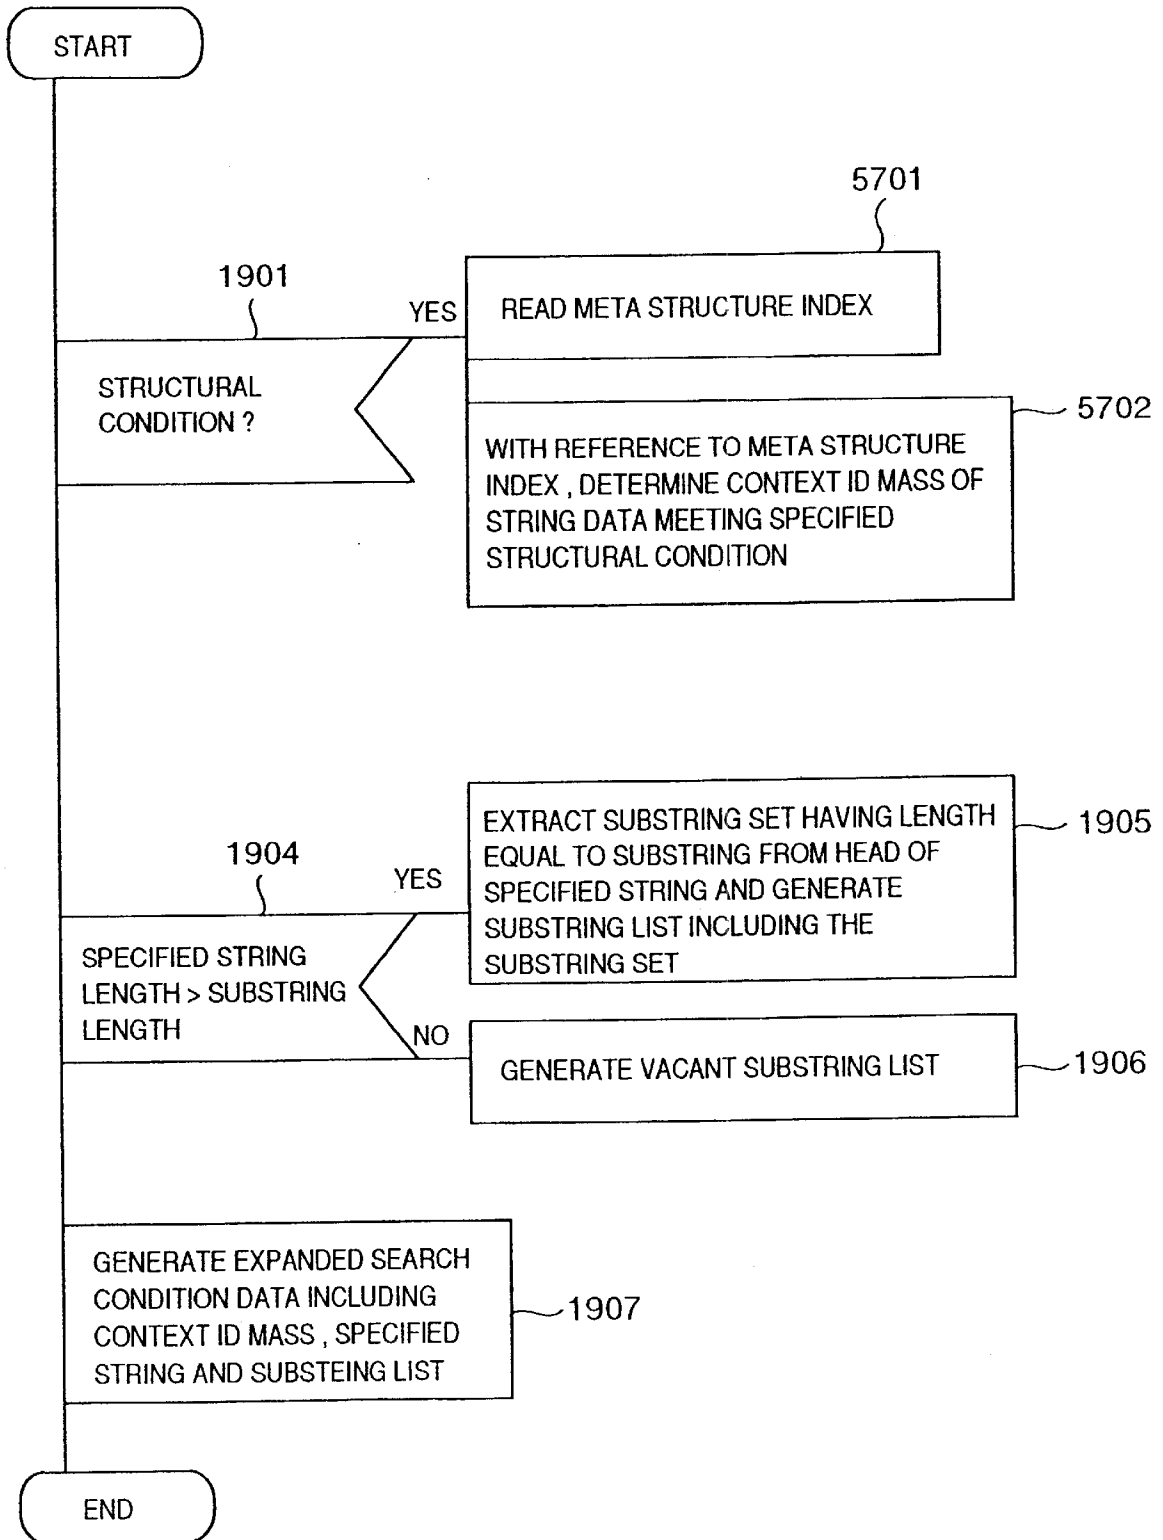 START
5701
1901
YES
READ META STRUCTURE INDEX
STRUCTURAL
CONDITION ?
5702
WITH REFERENCE TO META STRUCTURE
INDEX , DETERMINE CONTEXT ID MASS OF
STRING DATA MEETING SPECIFIED
STRUCTURAL CONDITION
1904
YES
EXTRACT SUBSTRING SET HAVING LENGTH
EQUAL TO SUBSTRING FROM HEAD OF
SPECIFIED STRING AND GENERATE
SUBSTRING LIST INCLUDING THE
SUBSTRING SET
1905
SPECIFIED STRING
LENGTH > SUBSTRING
LENGTH
NO
GENERATE VACANT SUBSTRING LIST
1906
GENERATE EXPANDED SEARCH
CONDITION DATA INCLUDING
CONTEXT ID MASS , SPECIFIED
STRING AND SUBSTEING LIST
1907
END